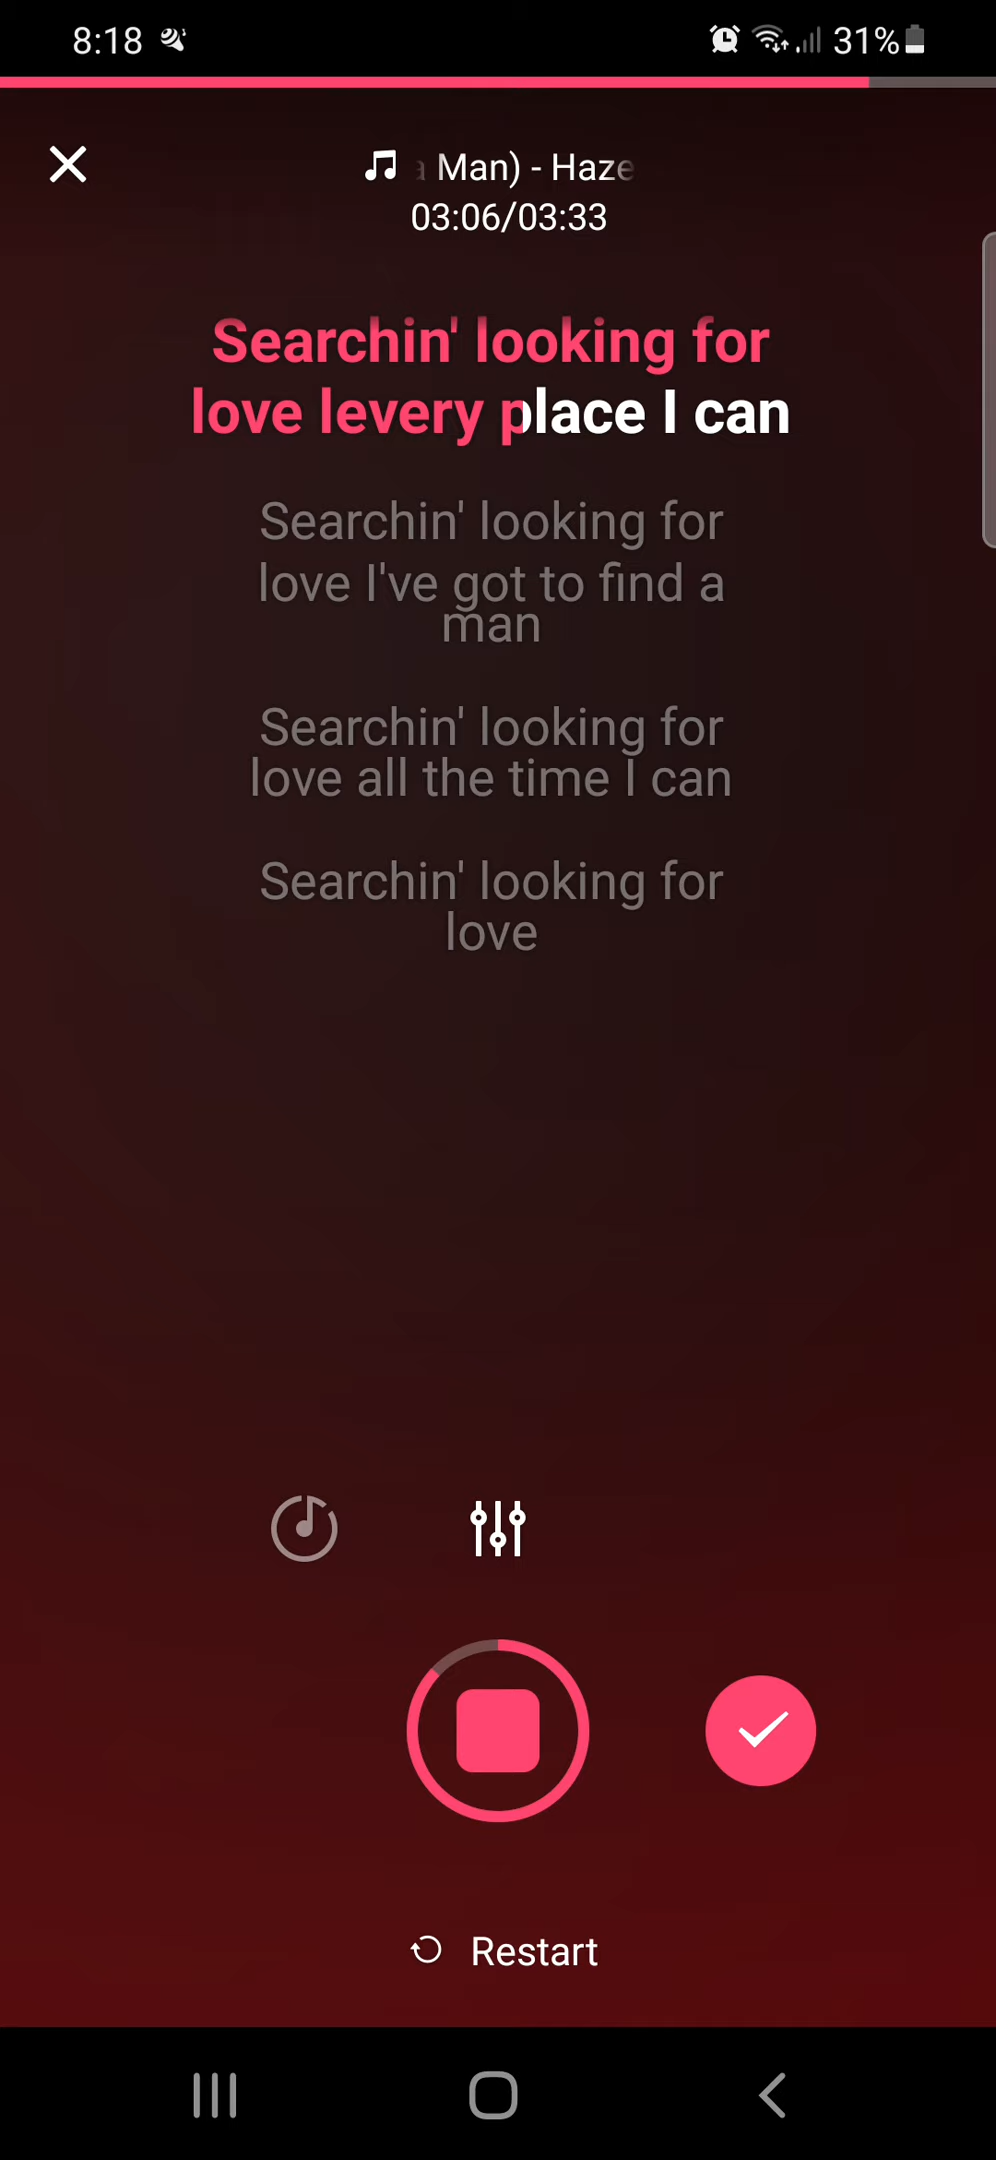 8:18 31%
a Man) - Haze
03:06/03:33
Searchin' looking for
love levery place I can
Searchin' looking for
love I've got to find a
man
Searchin' looking for
love all the time I can
Searchin' looking for
love
Restart